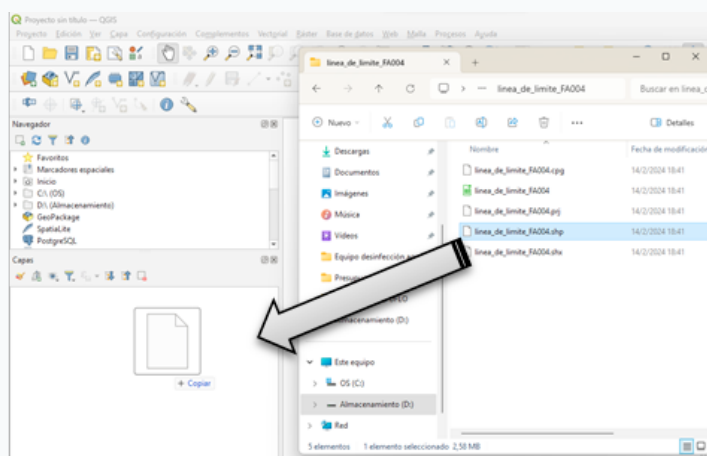 Proyecto sin título — QGIS
Proyecto Edición Ver Capa Configuración Complementos Vectorial Ráster Base de datos Web Malla Procesos Ayuda
Navegador
Favoritos
Marcadores espaciales
Inicio
C:\ (OS)
D:\ (Almacenamiento)
GeoPackage
SpatiaLite
PostgreSQL
Capas
+ Copiar
linea_de_limite_FA004
linea_de_limite_FA004
Buscar en linea_d
Nuevo
Detalles
Nombre
Fecha de modificación
Descargas
Documentos
Imágenes
Música
Vídeos
Equipo desinfección
linea_de_limite_FA004.cpg
14/2/2024 18:41
linea_de_limite_FA004
14/2/2024 18:41
linea_de_limite_FA004.prj
14/2/2024 18:41
linea_de_limite_FA004.shp
14/2/2024 18:41
linea_de_limite_FA004.shx
14/2/2024 18:41
Almacenamiento (D:)
Este equipo
OS (C:)
Almacenamiento (D:)
Red
5 elementos
1 elemento seleccionado 2,58 MB